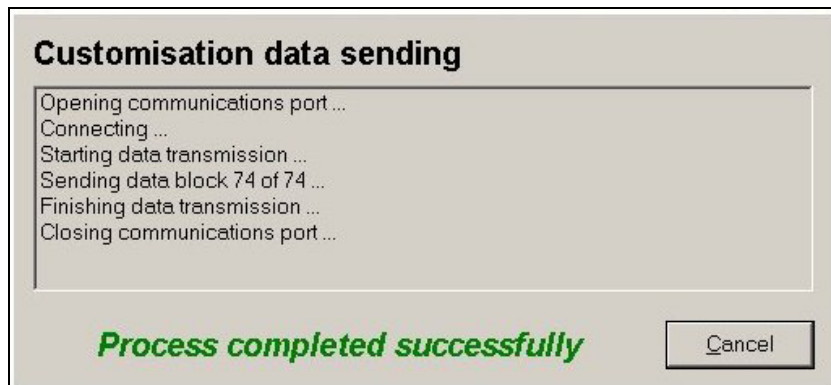 Customisation data sending
Opening communications port ...
Connecting ...
Starting data transmission ...
Sending data block 74 of 74 ...
Finishing data transmission ...
Closing communications port ...
Process completed successfully
Cancel